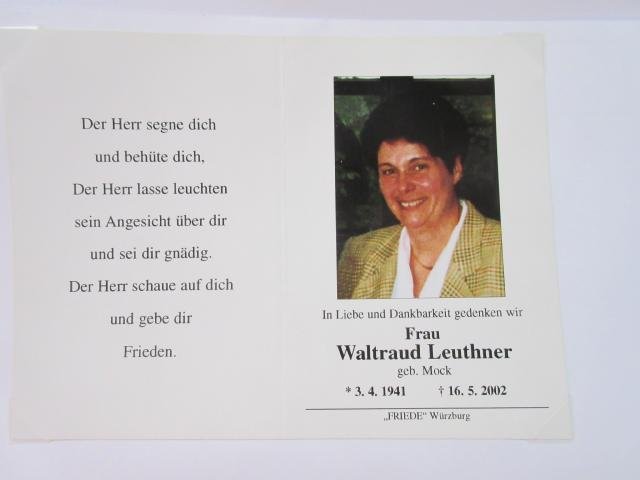 Der Herr segne dich
und behüte dich,
Der Herr lasse leuchten
sein Angesicht über dir
und sei dir gnädig.
Der Herr schaue auf dich
und gebe dir
Frieden.
In Liebe und Dankbarkeit gedenken wir
Frau
Waltraud Leuthner
geb. Mock
* 3. 4. 1941 † 16. 5. 2002
„FRIEDE“ Würzburg